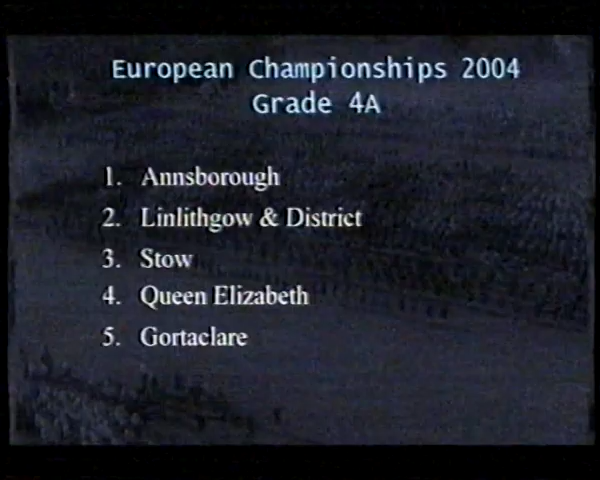 European Championships 2004
Grade 4A
1. Annsborough
2. Linlithgow & District
3. Stow
4. Queen Elizabeth
5. Gortaclare